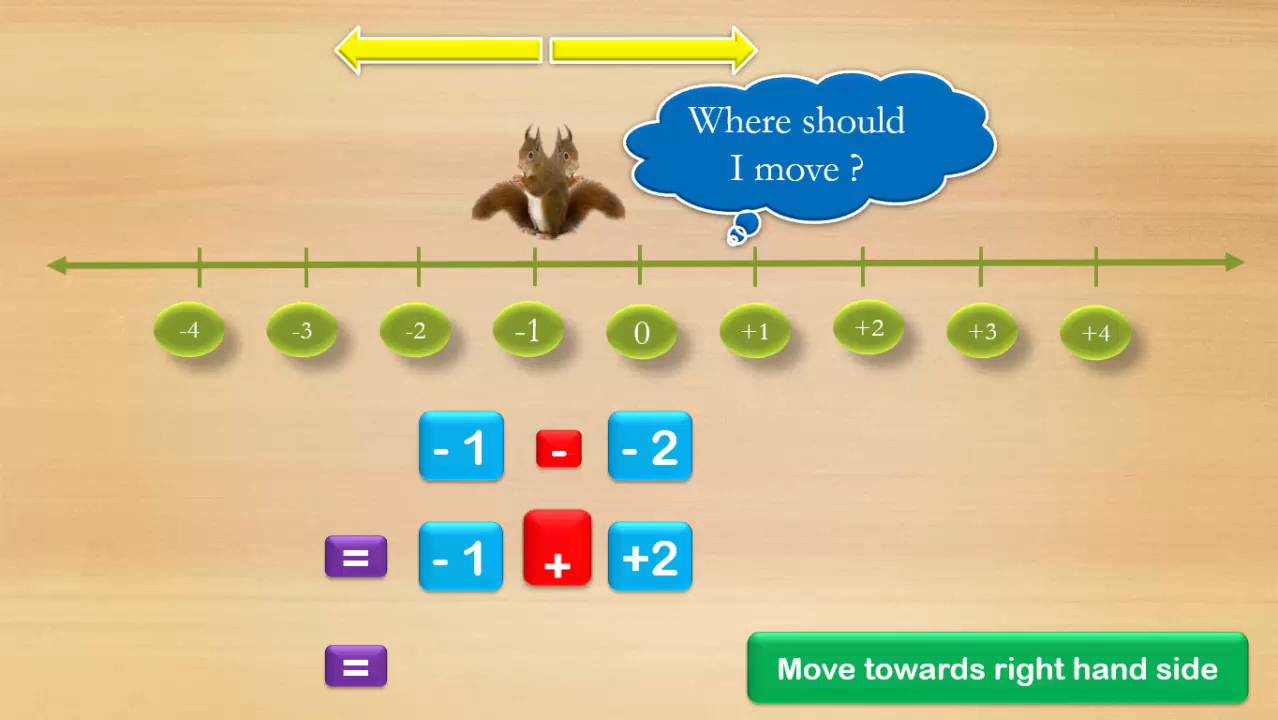 Where should
I move ?
-4 -3 -2 -1 0 +1 +2 +3 +4
- 1 - - 2
= - 1 + +2
=
Move towards right hand side